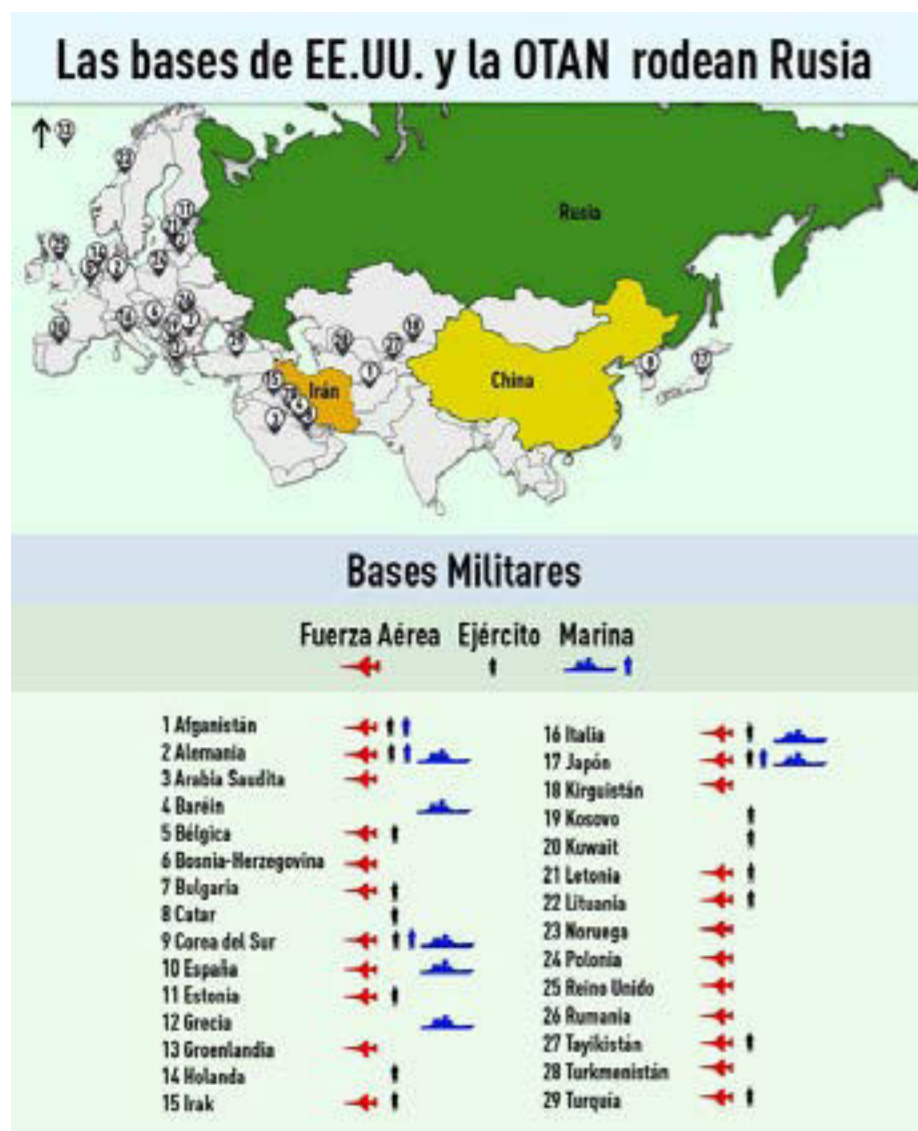 Las bases de EE.UU. y la OTAN rodean Rusia
13
Rusia
Irán
China
Bases Militares
Fuerza Aérea Ejército Marina
1 Afganistán
2 Alemania
3 Arabia Saudita
4 Baréin
5 Bélgica
6 Bosnia-Herzegovina
7 Bulgaria
8 Catar
9 Corea del Sur
10 España
11 Estonia
12 Grecia
13 Groenlandia
14 Holanda
15 Irak
16 Italia
17 Japón
18 Kirguistán
19 Kosovo
20 Kuwait
21 Letonia
22 Lituania
23 Noruega
24 Polonia
25 Reino Unido
26 Rumania
27 Tayikistán
28 Turkmenistán
29 Turquía